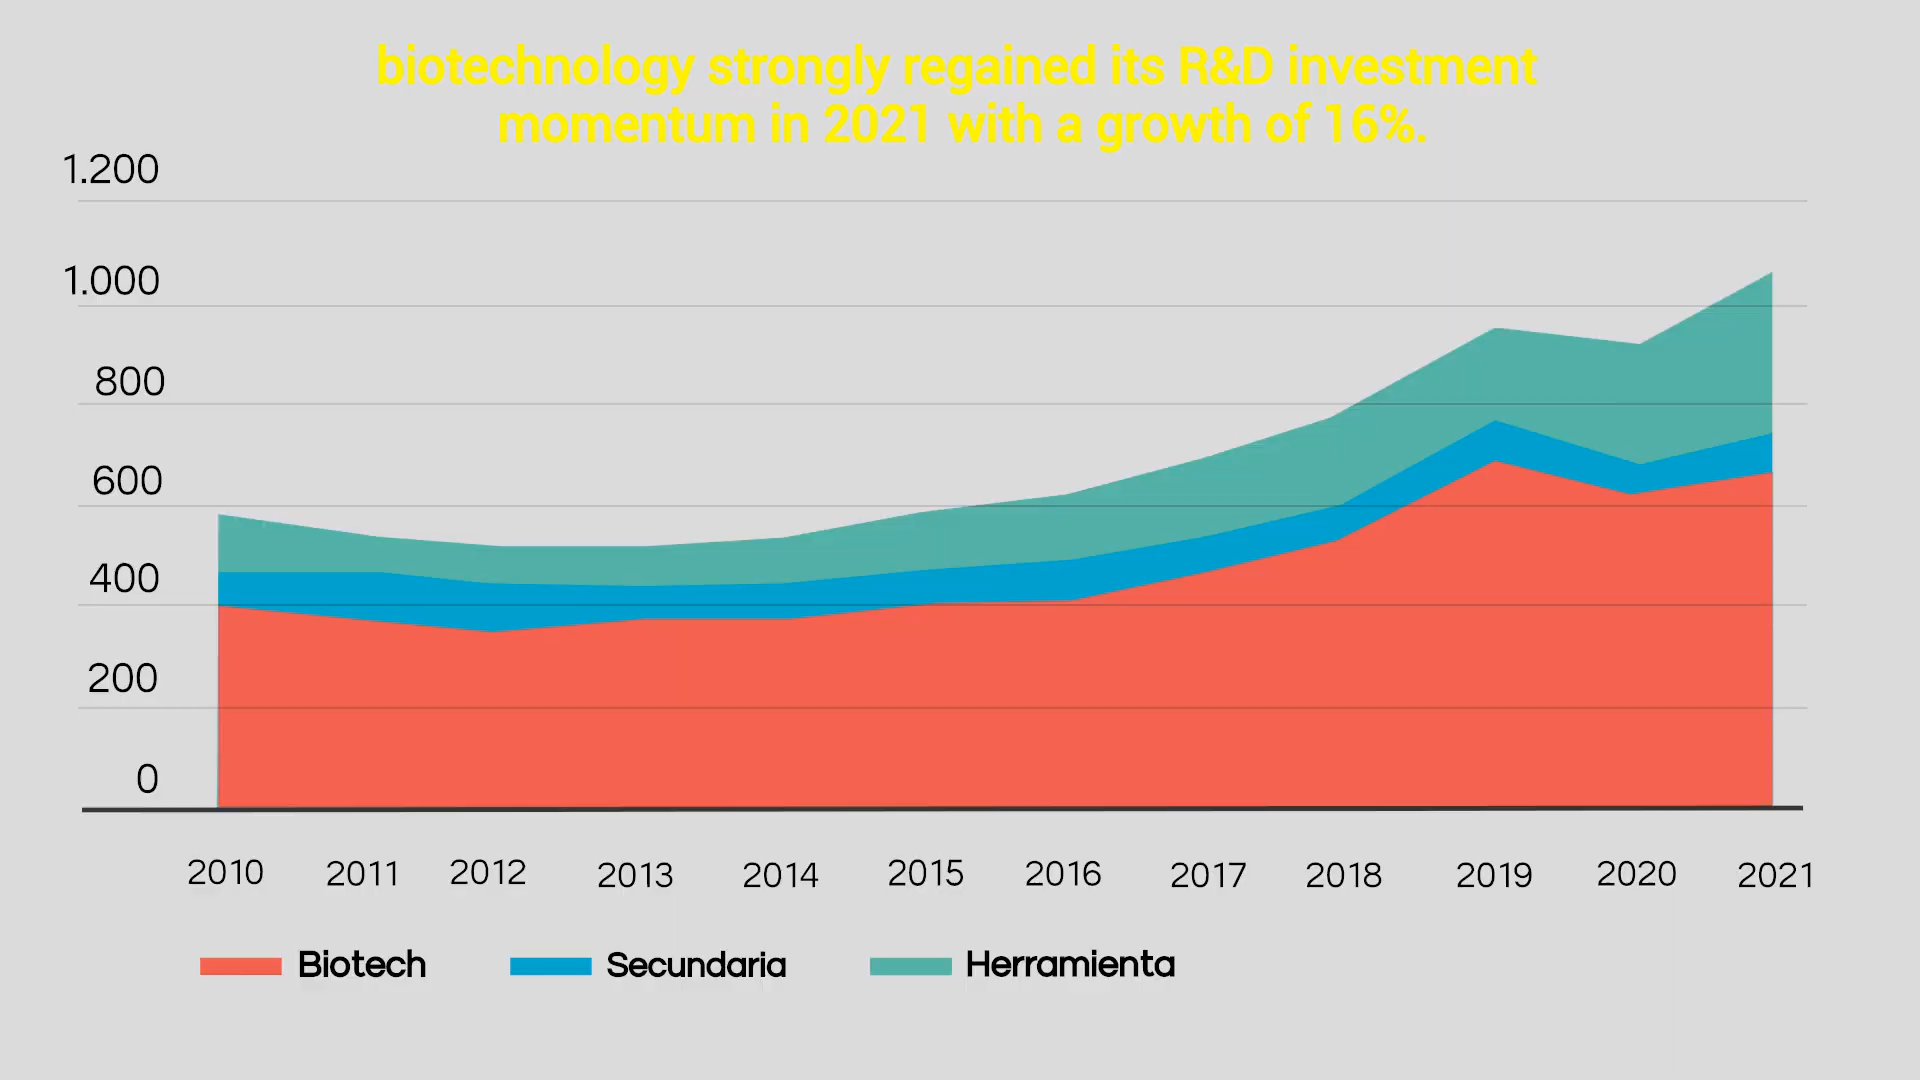 biotechnology strongly regained its R&D investment
momentum in 2021 with a growth of 16%.
1.200
1.000
800
600
400
200
0
2010 2011 2012 2013 2014 2015 2016 2017 2018 2019 2020 2021
Biotech Secundaria Herramienta